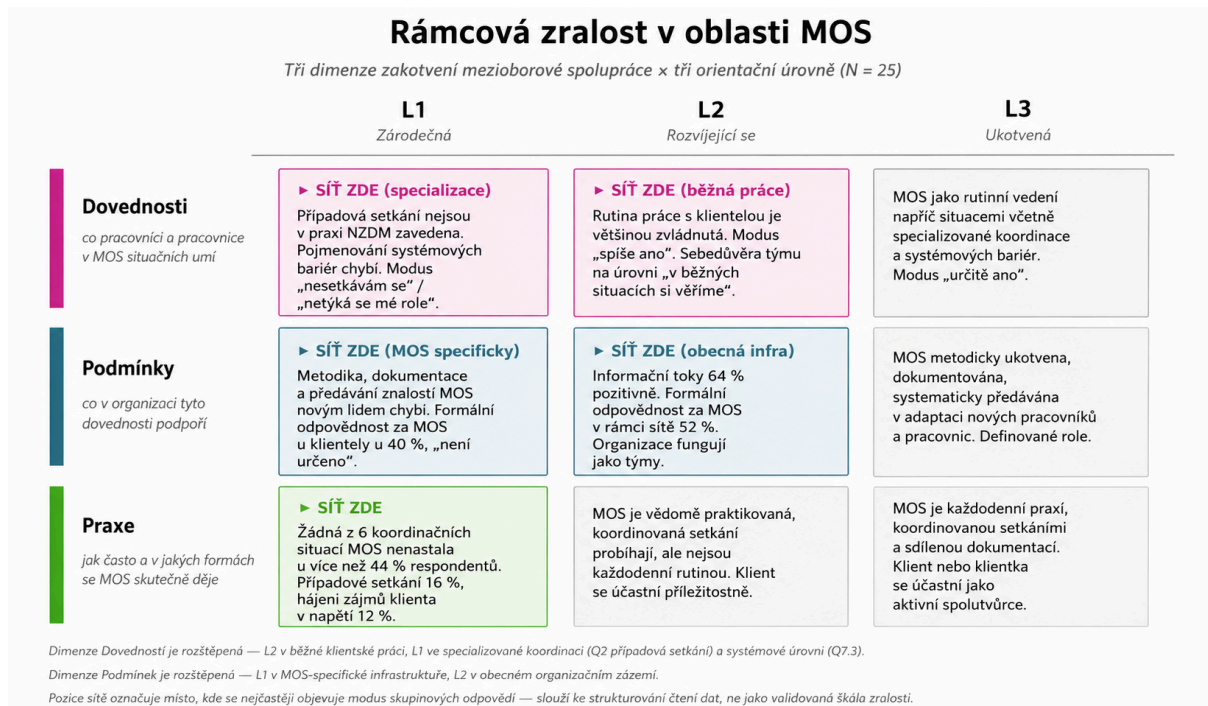 Rámcová zralost v oblasti MOS
Tři dimenze zakotvení mezioborové spolupráce × tři orientační úrovně (N = 25)
L1
Zárodečná
L2
Rozvíjející se
L3
Ukotvená
Dovednosti
co pracovníci a pracovnice
v MOS situačních umí
► SÍŤ ZDE (specializace)
Případová setkání nejsou
v praxi NZDM zavedena.
Pojmenování systémových
bariér chybí. Modus
„nesetkávám se“ /
„netýká se mé role“.
► SÍŤ ZDE (běžná práce)
Rutina práce s klientelou je
většinou zvládnutá. Modus
„spíše ano“. Sebedůvěra týmu
na úrovni „v běžných
situacích si věříme“.
MOS jako rutinní vedení
napříč situacemi včetně
specializované koordinace
a systémových bariér.
Modus „určitě ano“.
Podmínky
co v organizaci tyto
dovednosti podpoří
► SÍŤ ZDE (MOS specificky)
Metodika, dokumentace
a předávání znalostí MOS
novým lidem chybi. Formální
odpovědnost za MOS
u klientely u 40 %, „není
určeno“.
► SÍŤ ZDE (obecná infra)
Informační toky 64 %
pozitivně. Formální
odpovědnost za MOS
v rámci sítě 52 %.
Organizace fungují
jako týmy.
MOS metodicky ukotvena,
dokumentována,
systematicky předávána
v adaptaci nových pracovníků
a pracovnic. Definované role.
Praxe
jak často a v jakých formách
se MOS skutečně děje
► SÍŤ ZDE
Žádná z 6 koordinačních
situací MOS nenastala
u více než 44 % respondentů.
Případové setkání 16 %,
hájeni zájmů klienta
v napětí 12 %.
MOS je vědomě praktikovaná,
koordinovaná setkání
probíhají, ale nejsou
každodenní rutinou. Klient
se účastní příležitostně.
MOS je každodenní praxí,
koordinovanou setkáními
a sdílenou dokumentací.
Klient nebo klientka
se účastní jako
aktivní spolutvůrce.
Dimenze Dovedností je rozštěpená — L2 v běžné klientské práci, L1 ve specializované koordinaci (Q2 případová setkání) a systémové úrovni (Q7.3).
Dimenze Podmínek je rozštěpená — L1 v MOS-specifické infrastruktuře, L2 v obecném organizačním zázemí.
Pozice sítě označuje místo, kde se nejčastěji objevuje modus skupinových odpovědí — slouží ke strukturování čtení dat, ne jako validovaná škála zralosti.